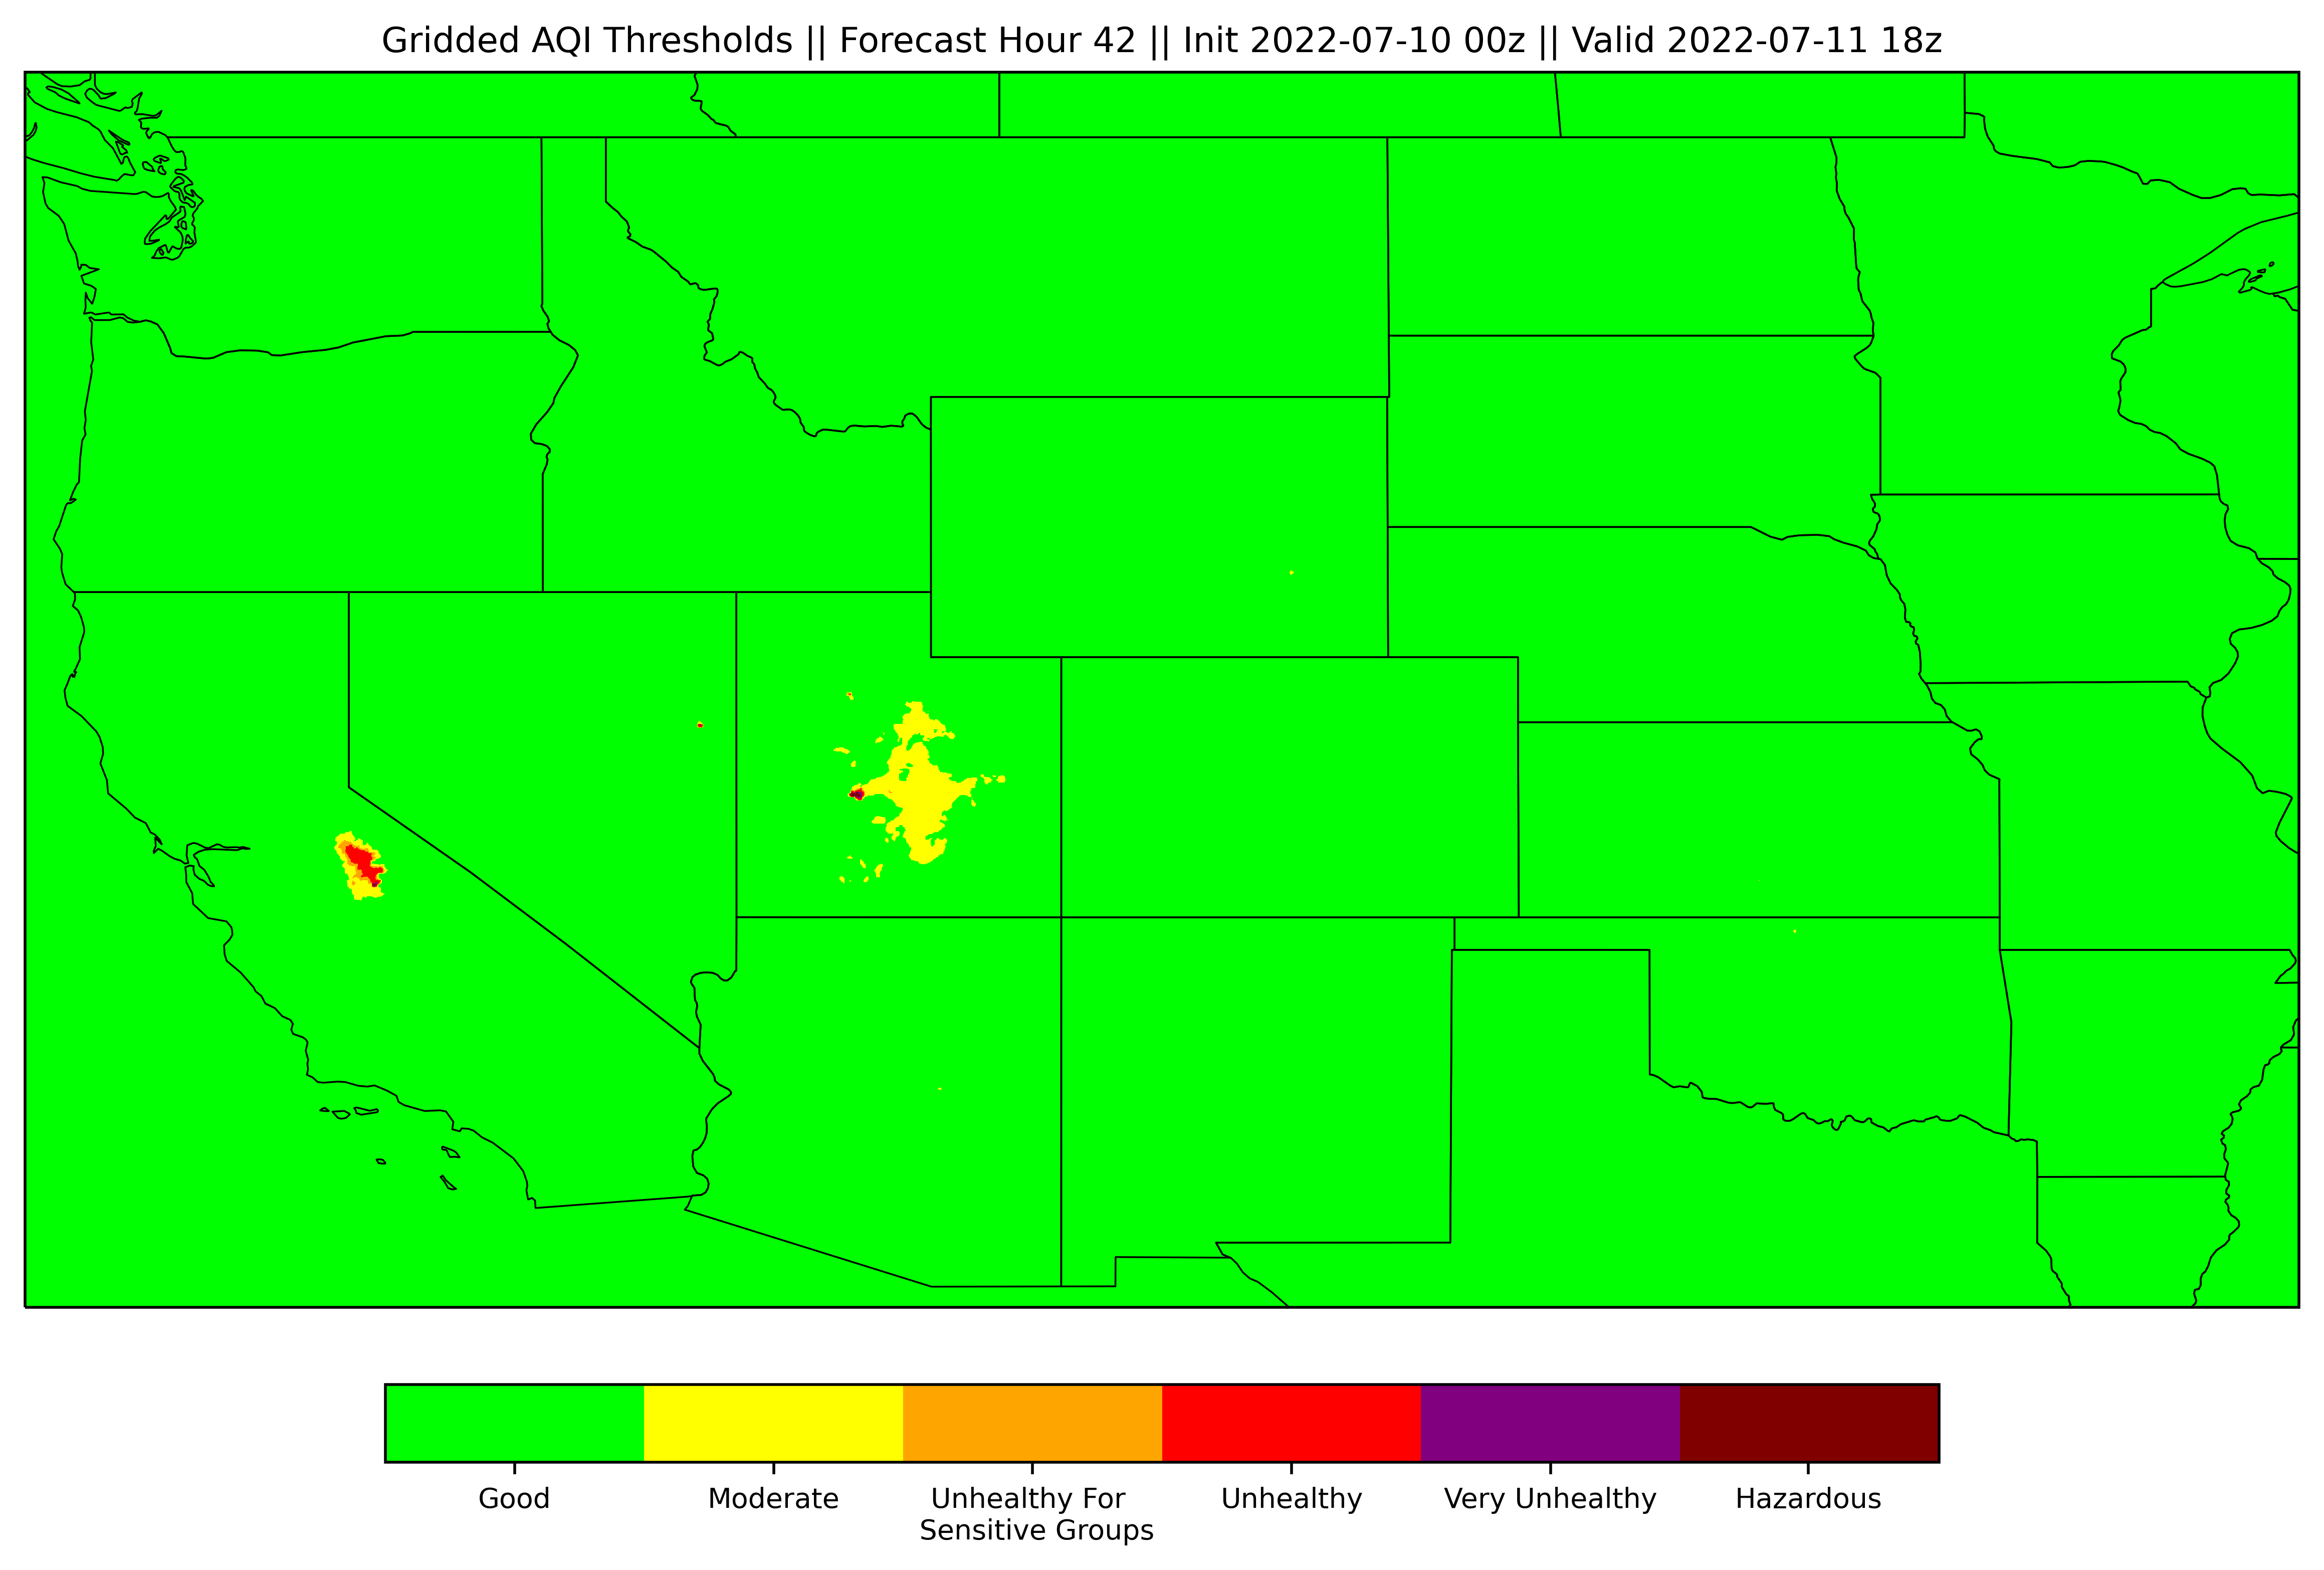 Gridded AQI Thresholds || Forecast Hour 42 || Init 2022-07-10 00z || Valid 2022-07-11 18z
Good
Moderate
Unhealthy For
Sensitive Groups
Unhealthy
Very Unhealthy
Hazardous